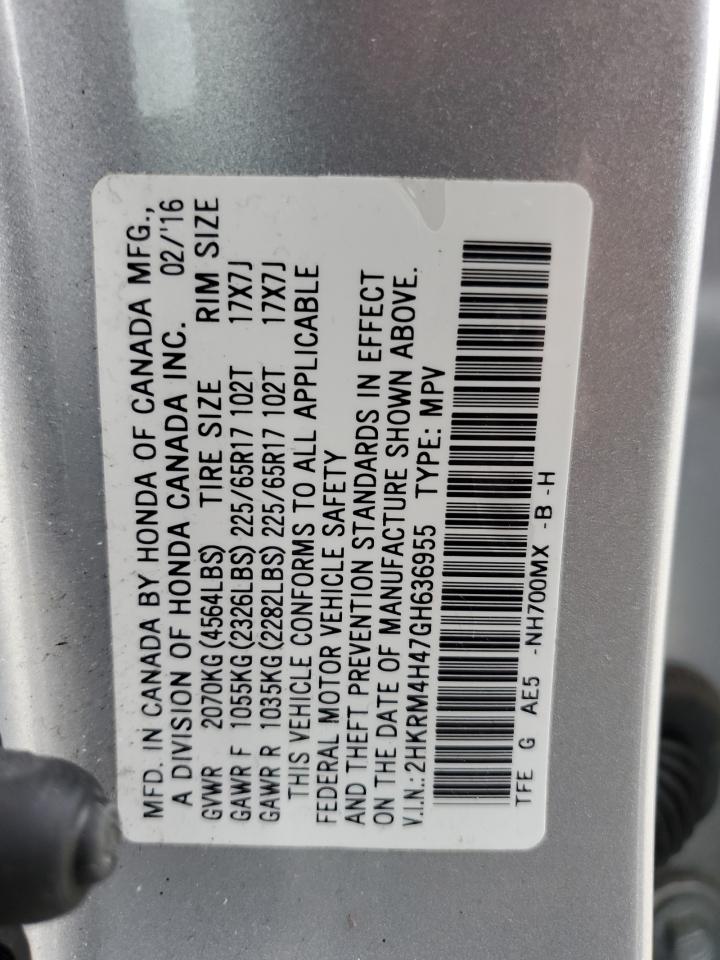 MFD. IN CANADA BY HONDA OF CANADA MFG.,
A DIVISION OF HONDA CANADA INC. 02/'16
GVWR 2070KG(4564LBS) TIRE SIZE RIM SIZE
GAWR F 1055KG(2326LBS) 225/65R17 102T 17X7J
GAWR R 1035KG(2282LBS) 225/65R17 102T 17X7J
THIS VEHICLE CONFORMS TO ALL APPLICABLE
FEDERAL MOTOR VEHICLE SAFETY
AND THEFT PREVENTION STANDARDS IN EFFECT
ON THE DATE OF MANUFACTURE SHOWN ABOVE.
V.I.N.: 2HKRM4H47GH636955 TYPE: MPV
TFE G AE5 -NH700MX -B -H